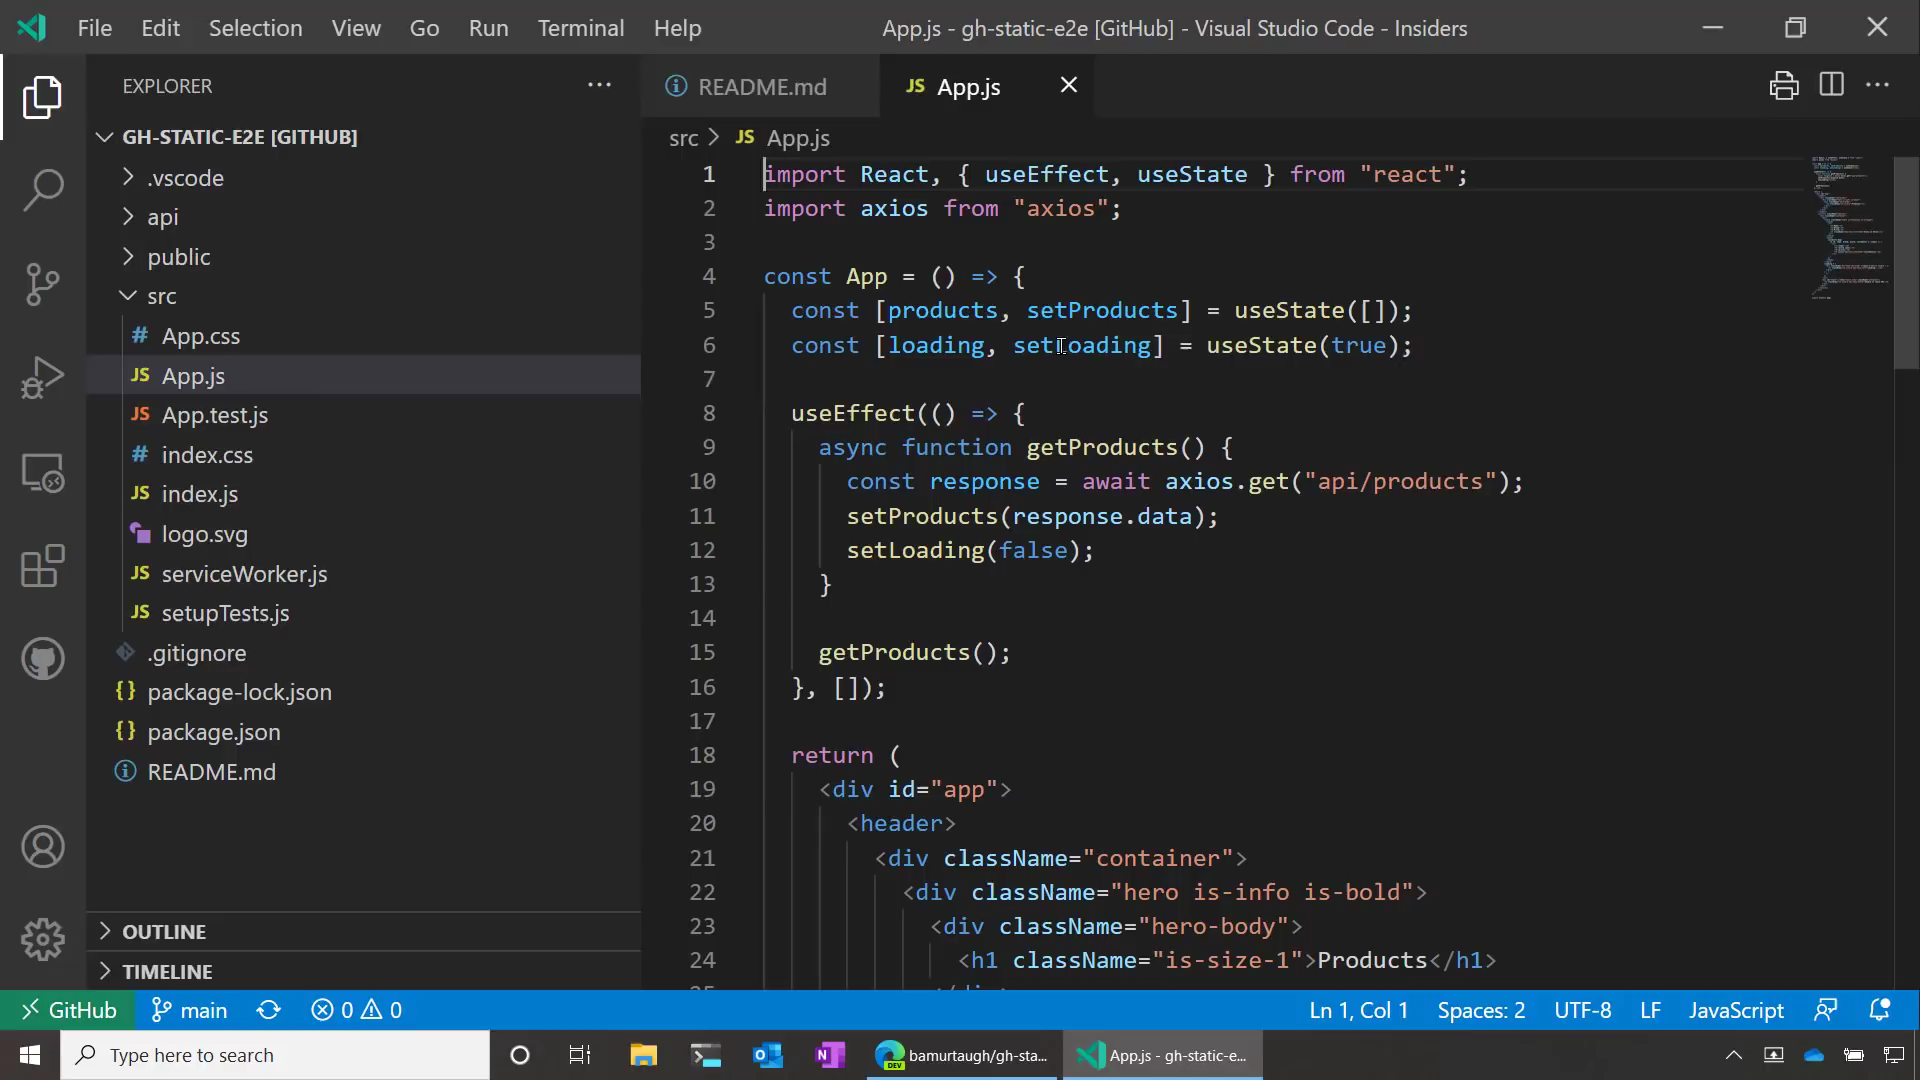 File Edit Selection View Go Run Terminal Help
App.js - gh-static-e2e [GitHub] - Visual Studio Code - Insiders
EXPLORER
GH-STATIC-E2E [GITHUB]
.vscode
api
public
src
# App.css
JS App.js
JS App.test.js
# index.css
JS index.js
logo.svg
JS serviceWorker.js
JS setupTests.js
.gitignore
{} package-lock.json
{} package.json
README.md
OUTLINE
TIMELINE
README.md
JS App.js
src > JS App.js
1 import React, { useEffect, useState } from "react";
2 import axios from "axios";
3
4 const App = () => {
5 const [products, setProducts] = useState([]);
6 const [loading, setLoading] = useState(true);
7
8 useEffect(() => {
9 async function getProducts() {
10 const response = await axios.get("api/products");
11 setProducts(response.data);
12 setLoading(false);
13 }
14
15 getProducts();
16 }, []);
17
18 return (
19 <div id="app">
20 <header>
21 <div className="container">
22 <div className="hero is-info is-bold">
23 <div className="hero-body">
24 <h1 className="is-size-1">Products</h1>
GitHub main 0 0
Ln 1, Col 1 Spaces: 2 UTF-8 LF JavaScript
Type here to search
DEV
bamurtaugh/gh-sta...
App.js - gh-static-e...